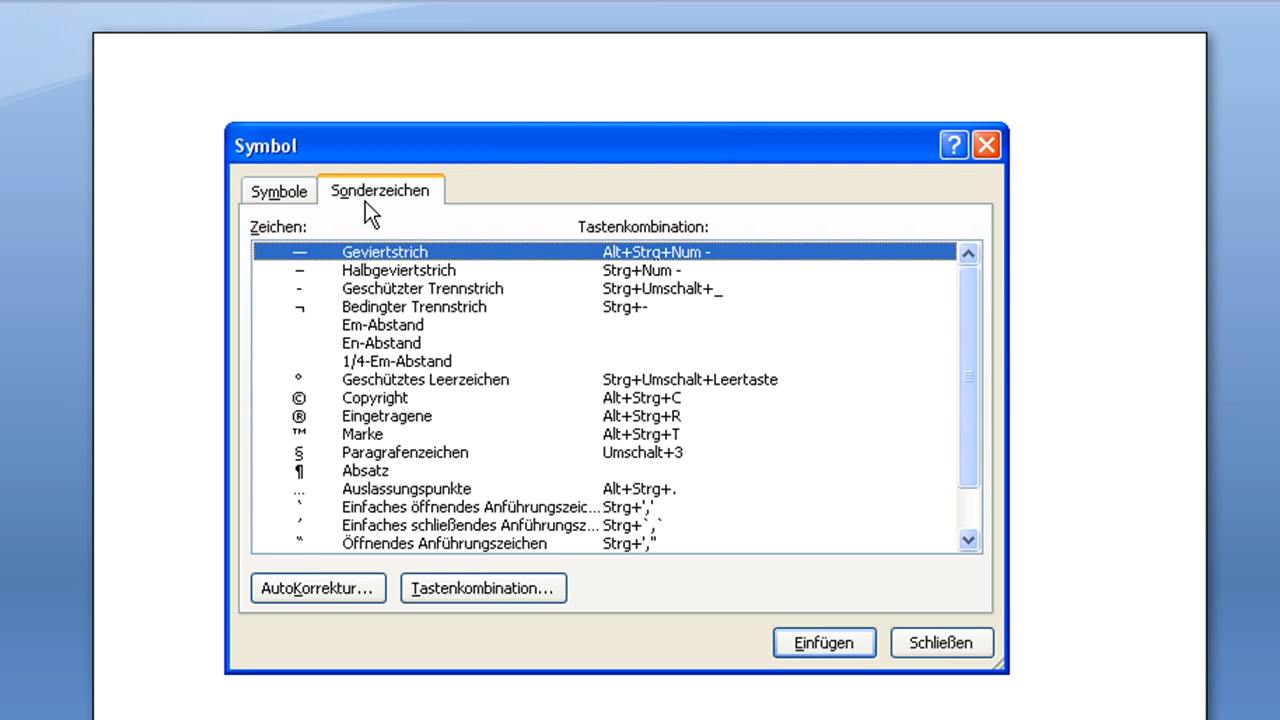 Symbol
Symbole Sonderzeichen
Zeichen: Tastenkombination:
— Geviertstrich Alt+Strg+Num -
– Halbgeviertstrich Strg+Num -
- Geschützter Trennstrich Strg+Umschalt+_
¬ Bedingter Trennstrich Strg+-
Em-Abstand
En-Abstand
1/4-Em-Abstand
° Geschütztes Leerzeichen Strg+Umschalt+Leertaste
© Copyright Alt+Strg+C
® Eingetragene Alt+Strg+R
™ Marke Alt+Strg+T
§ Paragrafenzeichen Umschalt+3
¶ Absatz
... Auslassungspunkte Alt+Strg+.
‛ Einfaches öffnendes Anführungszeic... Strg+','
’ Einfaches schließendes Anführungsz... Strg+`,`
‟ Öffnendes Anführungszeichen Strg+',"
AutoKorrektur... Tastenkombination...
Einfügen Schließen